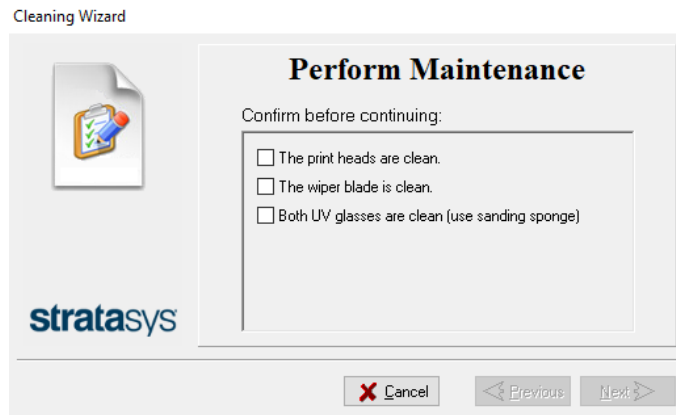 Cleaning Wizard
Perform Maintenance
Confirm before continuing:
The print heads are clean.
The wiper blade is clean.
Both UV glasses are clean (use sanding sponge)
stratasys
Cancel
Previous
Next